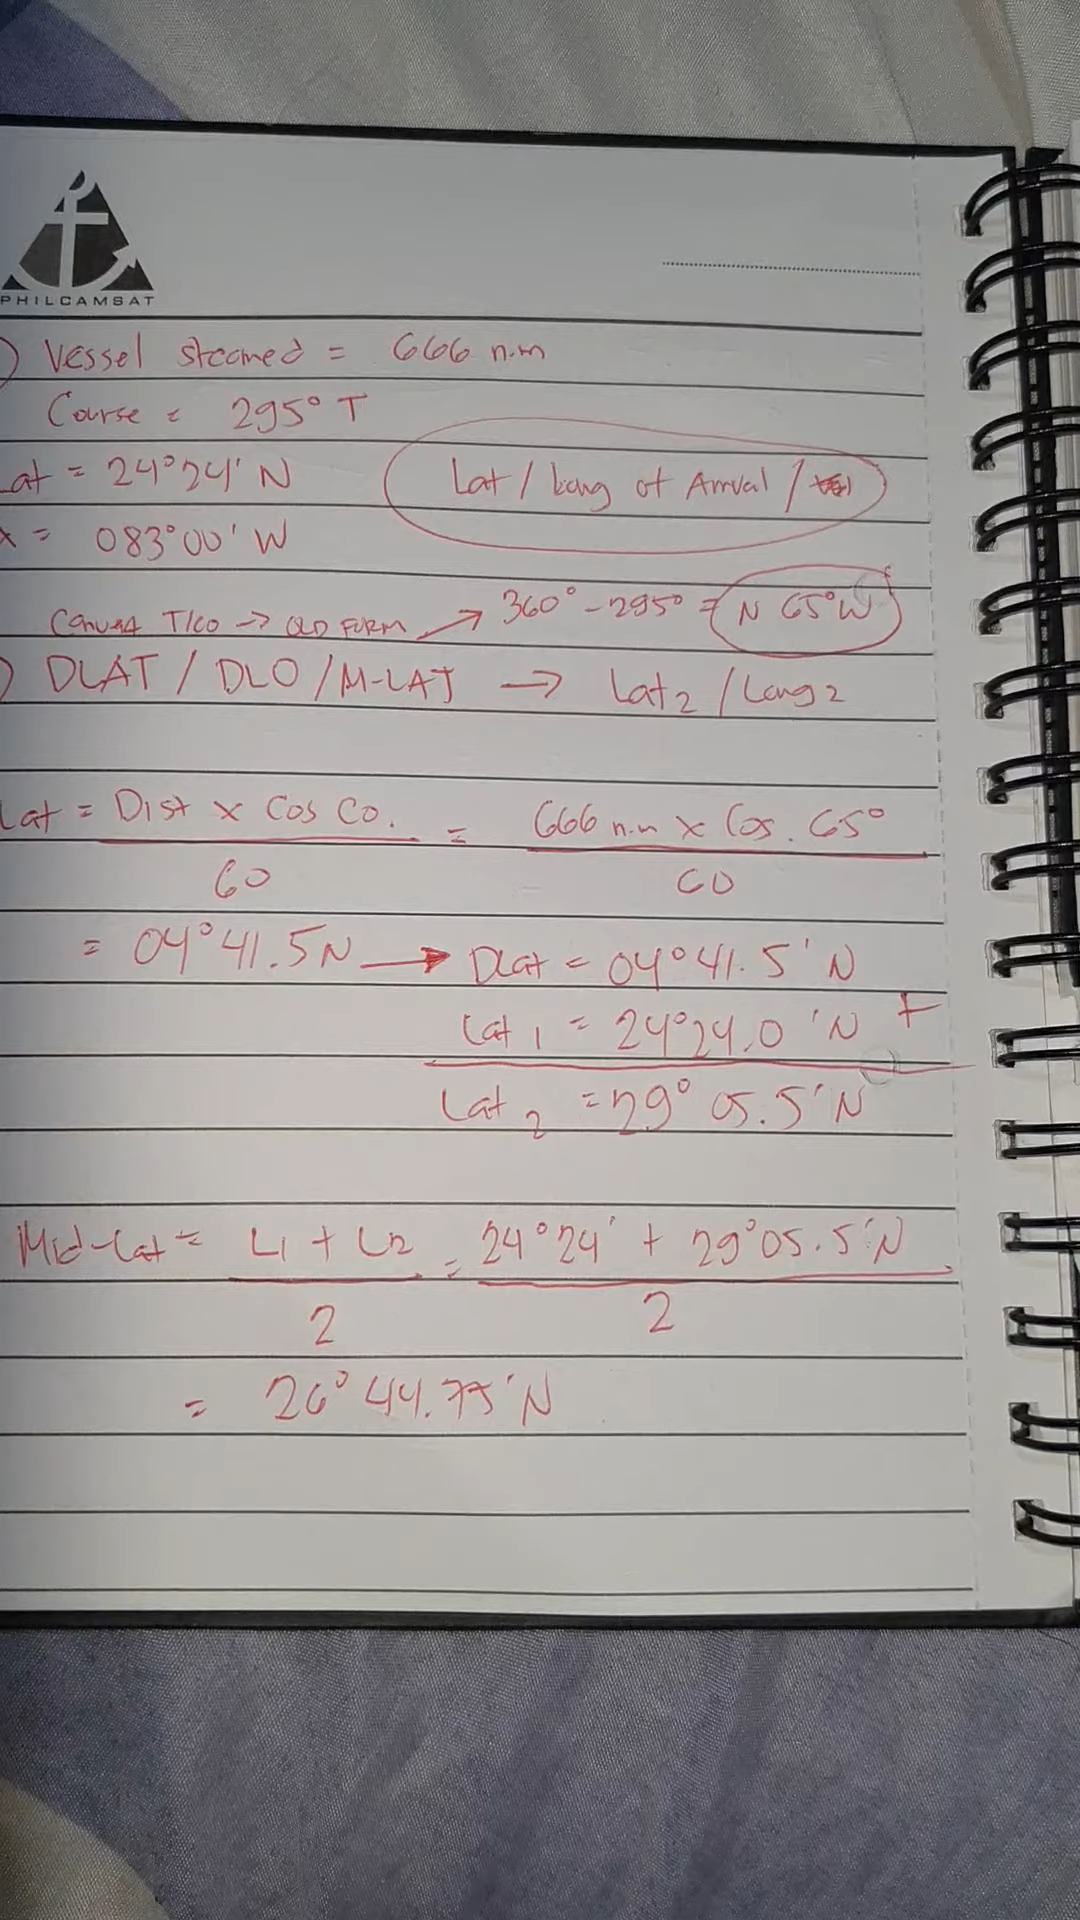 PHILCAMSAT
) Vessel steamed = 666 n.m
Course = 295° T
Lat = 24°24' N
Lat / Long of Arrival /
λ = 083°00' W
Convert T/CO → OLD FORM → 360° - 295° = N 65° W
) DLAT / DLO / M-LAT → Lat2 / Long2
Lat = Dist x Cos Co. = 666 n.m x Cos. 65°
60 60
= 04° 41.5 N → DLat = 04° 41.5' N
Lat 1 = 24°24.0 'N +
Lat 2 = 29° 05.5' N
Mid-Lat = L1 + L2 = 24° 24' + 29° 05.5' N
2 2
= 26° 44.75' N